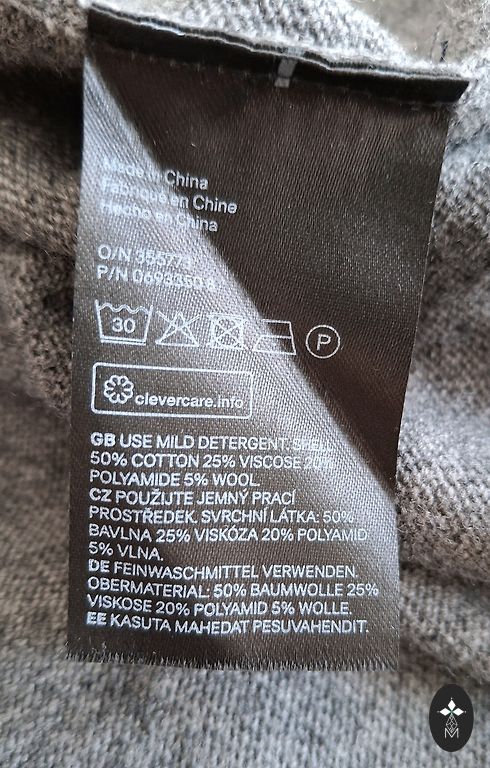 Made in China
Fabriqué en Chine
Hecho en China
O/N 355773
P/N
30
P
clevercare.info
GB USE MILD DETERGENT. SHELL:
50% COTTON 25% VISCOSE 20%
POLYAMIDE 5% WOOL
CZ POUŽIJTE JEMNÝ PRACÍ
PROSTŘEDEK. SVRCHNÍ LÁTKA: 50%
BAVLNA 25% VISKÓZA 20% POLYAMID
5% VLNA.
DE FEINWASCHMITTEL VERWENDEN.
OBERMATERIAL: 50% BAUMWOLLE 25%
VISKOSE 20% POLYAMID 5% WOLLE.
EE KASUTA MAHEDAT PESUVAHENDIT.
M